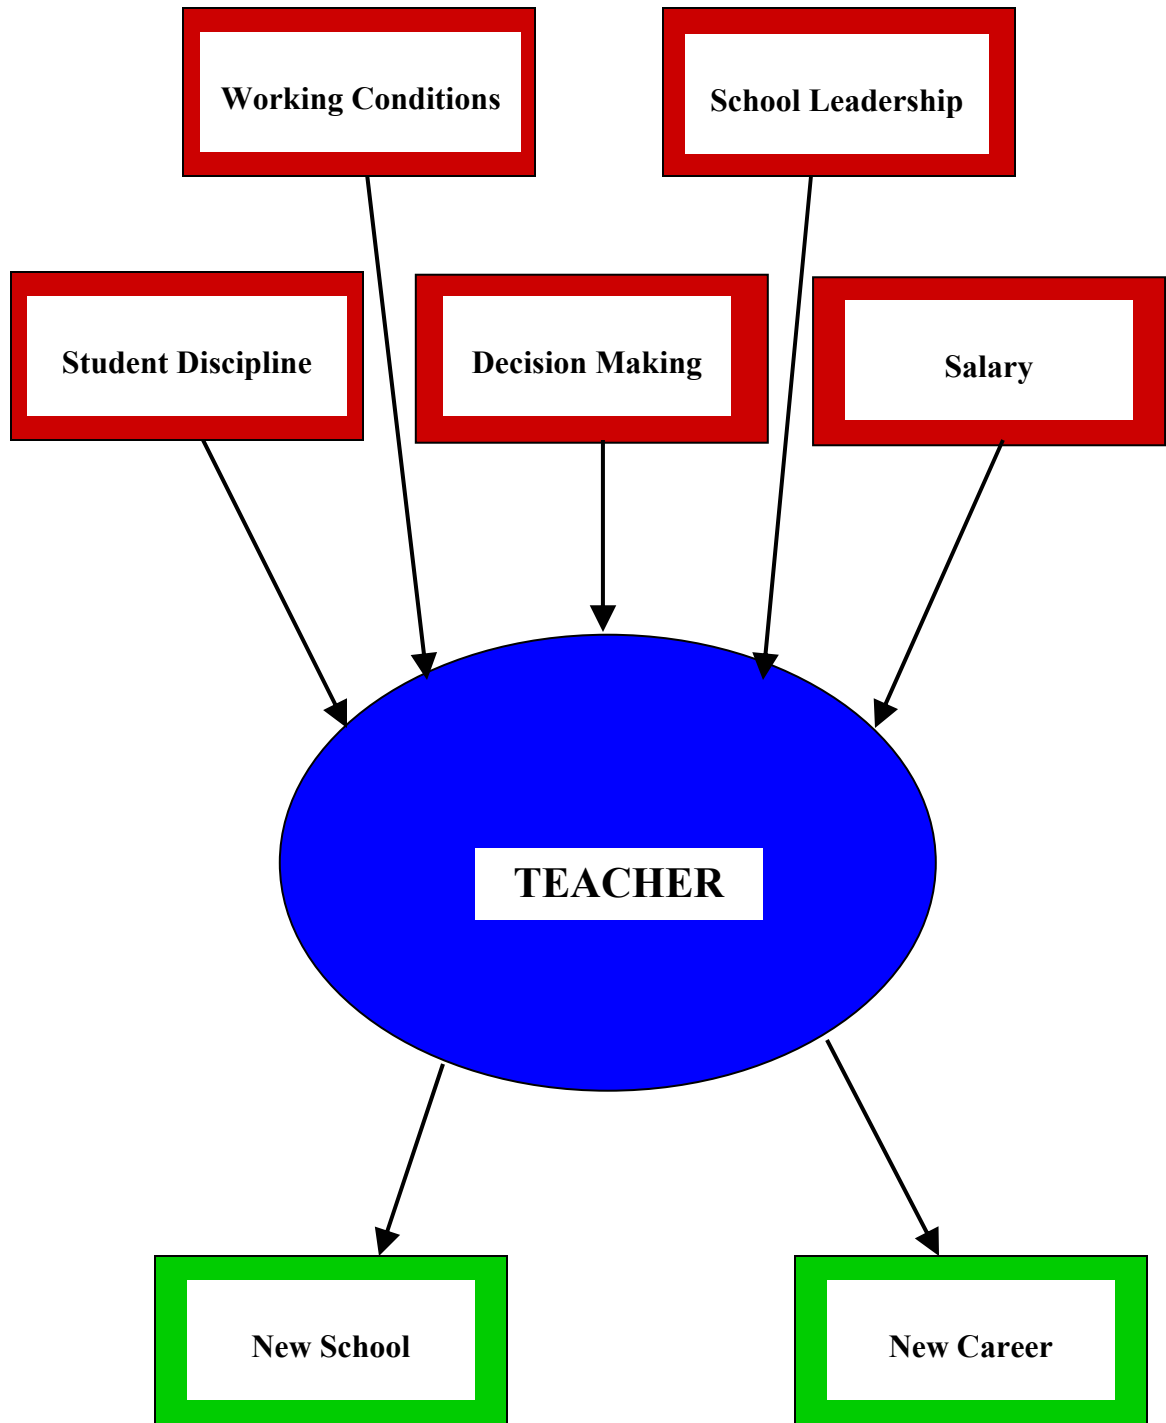 Working Conditions
School Leadership
Student Discipline
Decision Making
Salary
TEACHER
New School
New Career